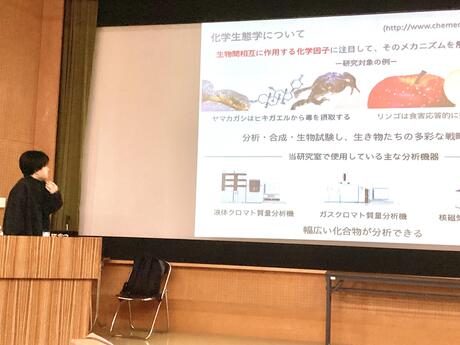 化学生態学について
(http://www.chemec
生物間相互に作用する化学因子に注目して、そのメカニズムを解
ー研究対象の例ー
ヤマカガシはヒキガエルから毒を摂取する
リンゴは食害応答的に
分析・合成・生物試験し、生き物たちの多彩な戦略
当研究室で使用している主な分析機器
液体クロマト質量分析機
ガスクロマト質量分析機
核磁気
幅広い化合物が分析できる